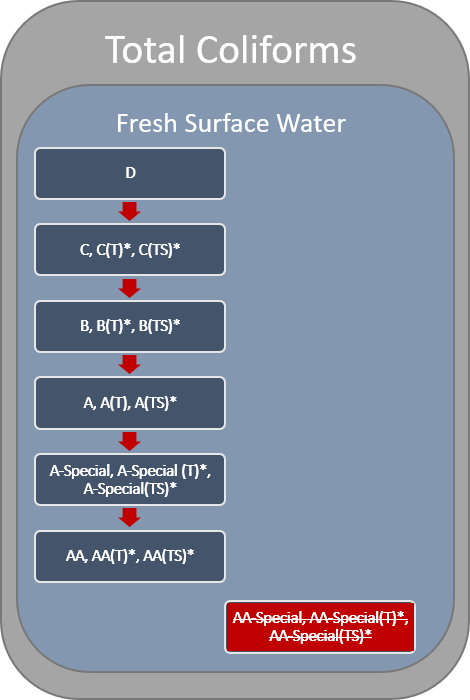 Total Coliforms
Fresh Surface Water
D
C, C(T)*, C(TS)*
B, B(T)*, B(TS)*
A, A(T), A(TS)*
A-Special, A-Special (T)*,
A-Special(TS)*
AA, AA(T)*, AA(TS)*
AA-Special, AA-Special(T)*,
AA-Special(TS)*